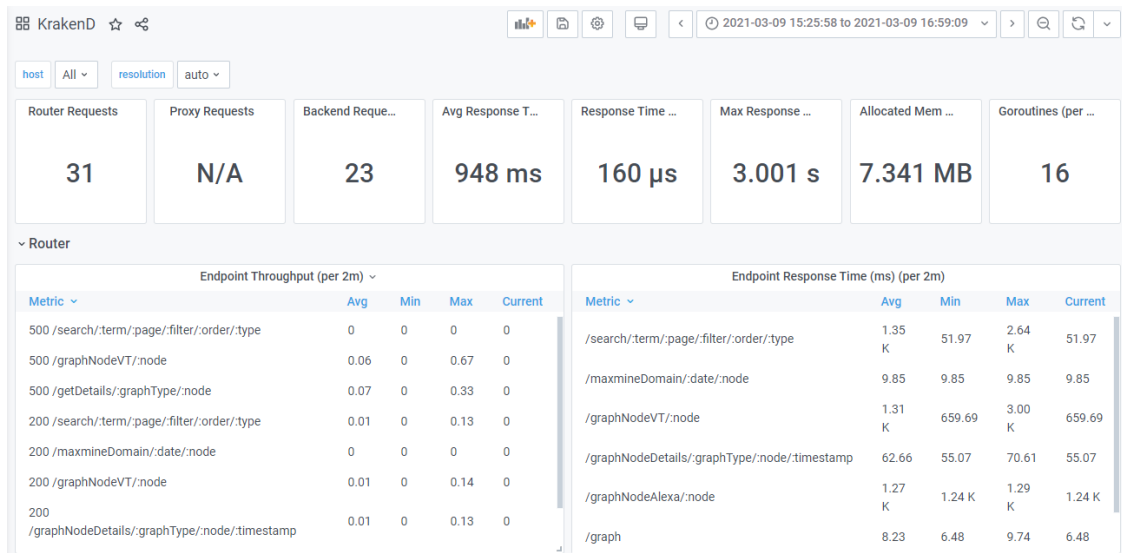 KrakenD
2021-03-09 15:25:58 to 2021-03-09 16:59:09
host All resolution auto
Router Requests Proxy Requests Backend Reque... Avg Response T... Response Time ... Max Response ... Allocated Mem ... Goroutines (per ...
31 N/A 23 948 ms 160 µs 3.001 s 7.341 MB 16
Router
Endpoint Throughput (per 2m)
Metric Avg Min Max Current
500 /search/:term/:page/:filter/:order/:type 0 0 0 0
500 /graphNodeVT/:node 0.06 0 0.67 0
500 /getDetails/:graphType/:node 0.07 0 0.33 0
200 /search/:term/:page/:filter/:order/:type 0.01 0 0.13 0
200 /maxmineDomain/:date/:node 0 0 0 0
200 /graphNodeVT/:node 0.01 0 0.14 0
200
/graphNodeDetails/:graphType/:node/:timestamp 0.01 0 0.13 0
Endpoint Response Time (ms) (per 2m)
Metric Avg Min Max Current
/search/:term/:page/:filter/:order/:type 1.35 K 51.97 2.64 K 51.97
/maxmineDomain/:date/:node 9.85 9.85 9.85 9.85
/graphNodeVT/:node 1.31 K 659.69 3.00 K 659.69
/graphNodeDetails/:graphType/:node/:timestamp 62.66 55.07 70.61 55.07
/graphNodeAlexa/:node 1.27 K 1.24 K 1.29 K 1.24 K
/graph 8.23 6.48 9.74 6.48